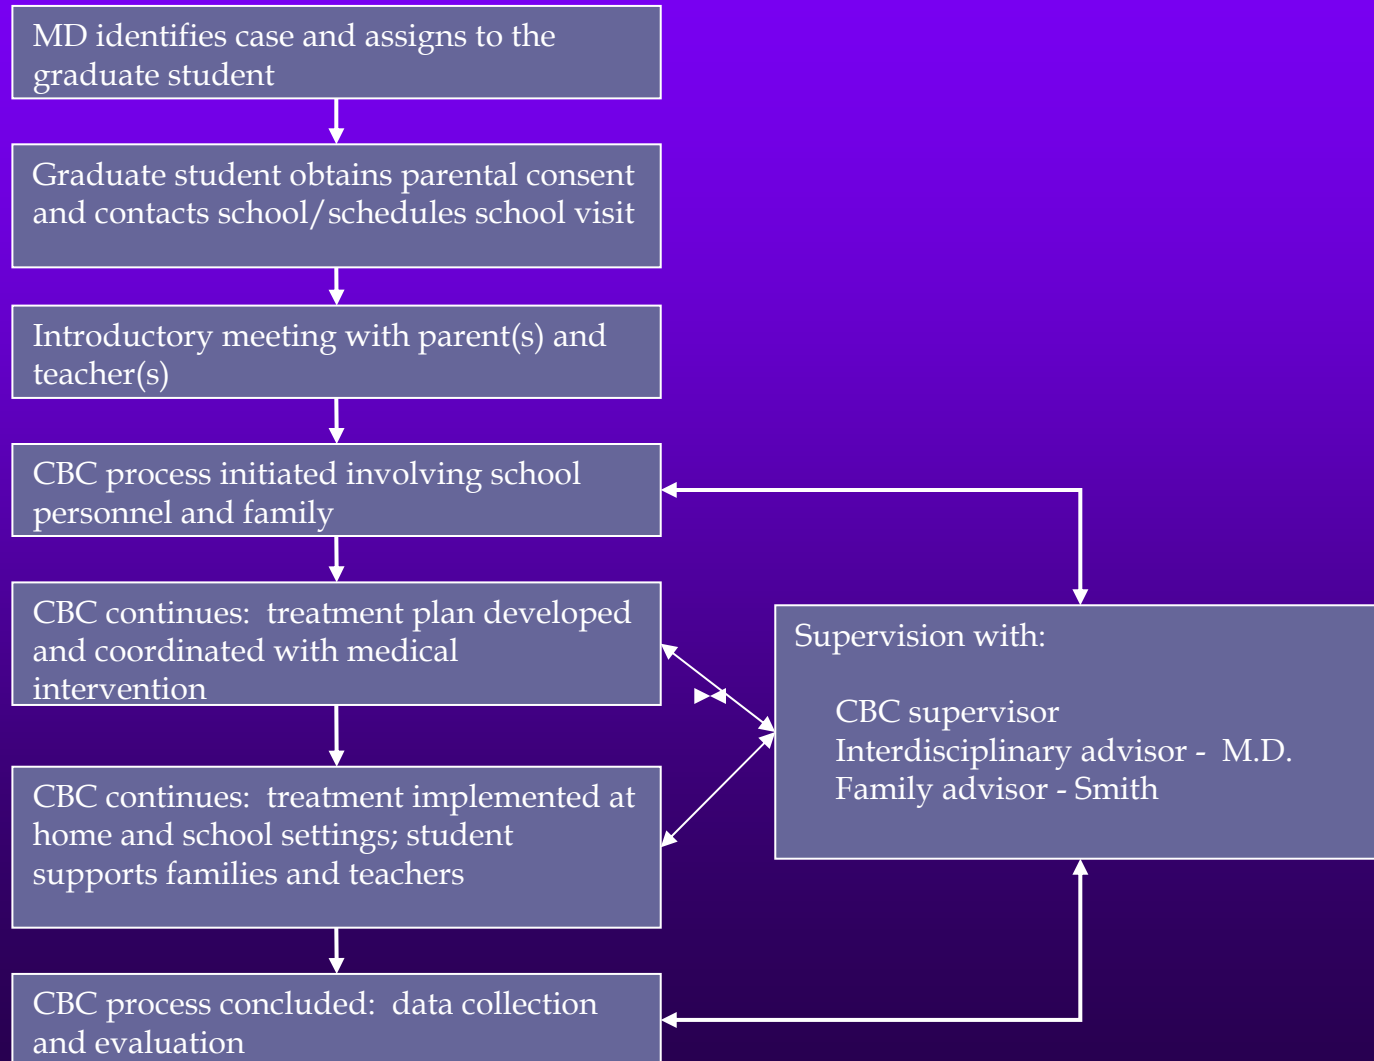 MD identifies case and assigns to the
graduate student
Graduate student obtains parental consent
and contacts school/schedules school visit
Introductory meeting with parent(s) and
teacher(s)
CBC process initiated involving school
personnel and family
CBC continues:  treatment plan developed
and coordinated with medical
intervention
CBC continues:  treatment implemented at
home and school settings; student
supports families and teachers
CBC process concluded:  data collection
and evaluation
Supervision with:
CBC supervisor
Interdisciplinary advisor -  M.D.
Family advisor - Smith